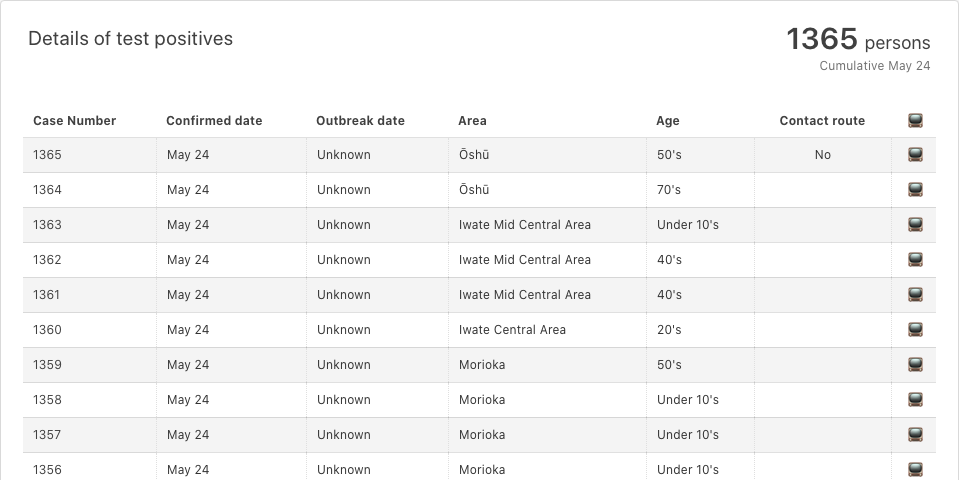 Details of test positives
1365 persons
Cumulative May 24
Case Number Confirmed date Outbreak date Area Age Contact route
1365 May 24 Unknown Ōshū 50's No
1364 May 24 Unknown Ōshū 70's
1363 May 24 Unknown Iwate Mid Central Area Under 10's
1362 May 24 Unknown Iwate Mid Central Area 40's
1361 May 24 Unknown Iwate Mid Central Area 40's
1360 May 24 Unknown Iwate Central Area 20's
1359 May 24 Unknown Morioka 50's
1358 May 24 Unknown Morioka Under 10's
1357 May 24 Unknown Morioka Under 10's
1356 May 24 Unknown Morioka Under 10's